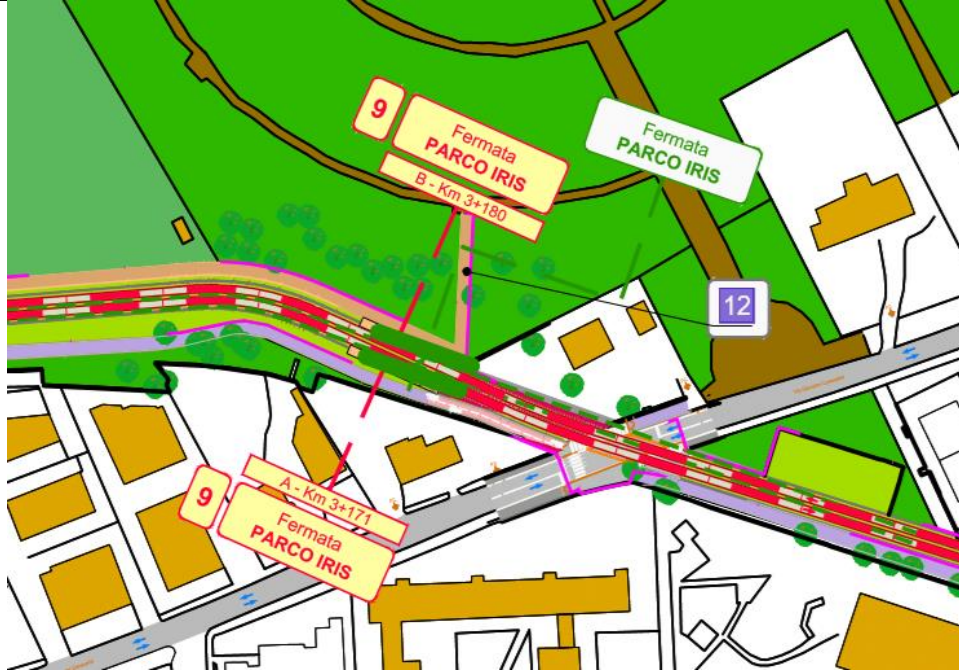 9
Fermata
PARCO IRIS
B - Km 3+180
Fermata
PARCO IRIS
12
9
A - Km 3+171
Fermata
PARCO IRIS